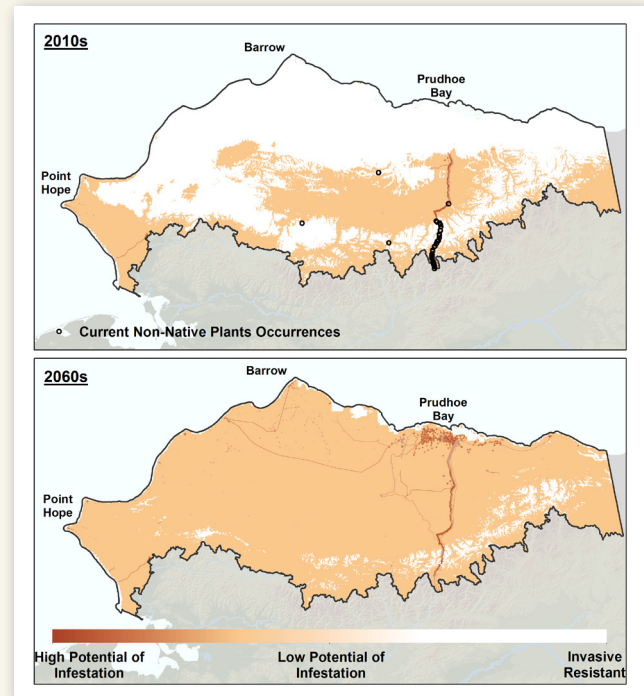 2010s
Barrow
Prudhoe
Bay
Point
Hope
Current Non-Native Plants Occurrences
2060s
Barrow
Prudhoe
Bay
Point
Hope
High Potential of
Infestation
Low Potential of
Infestation
Invasive
Resistant